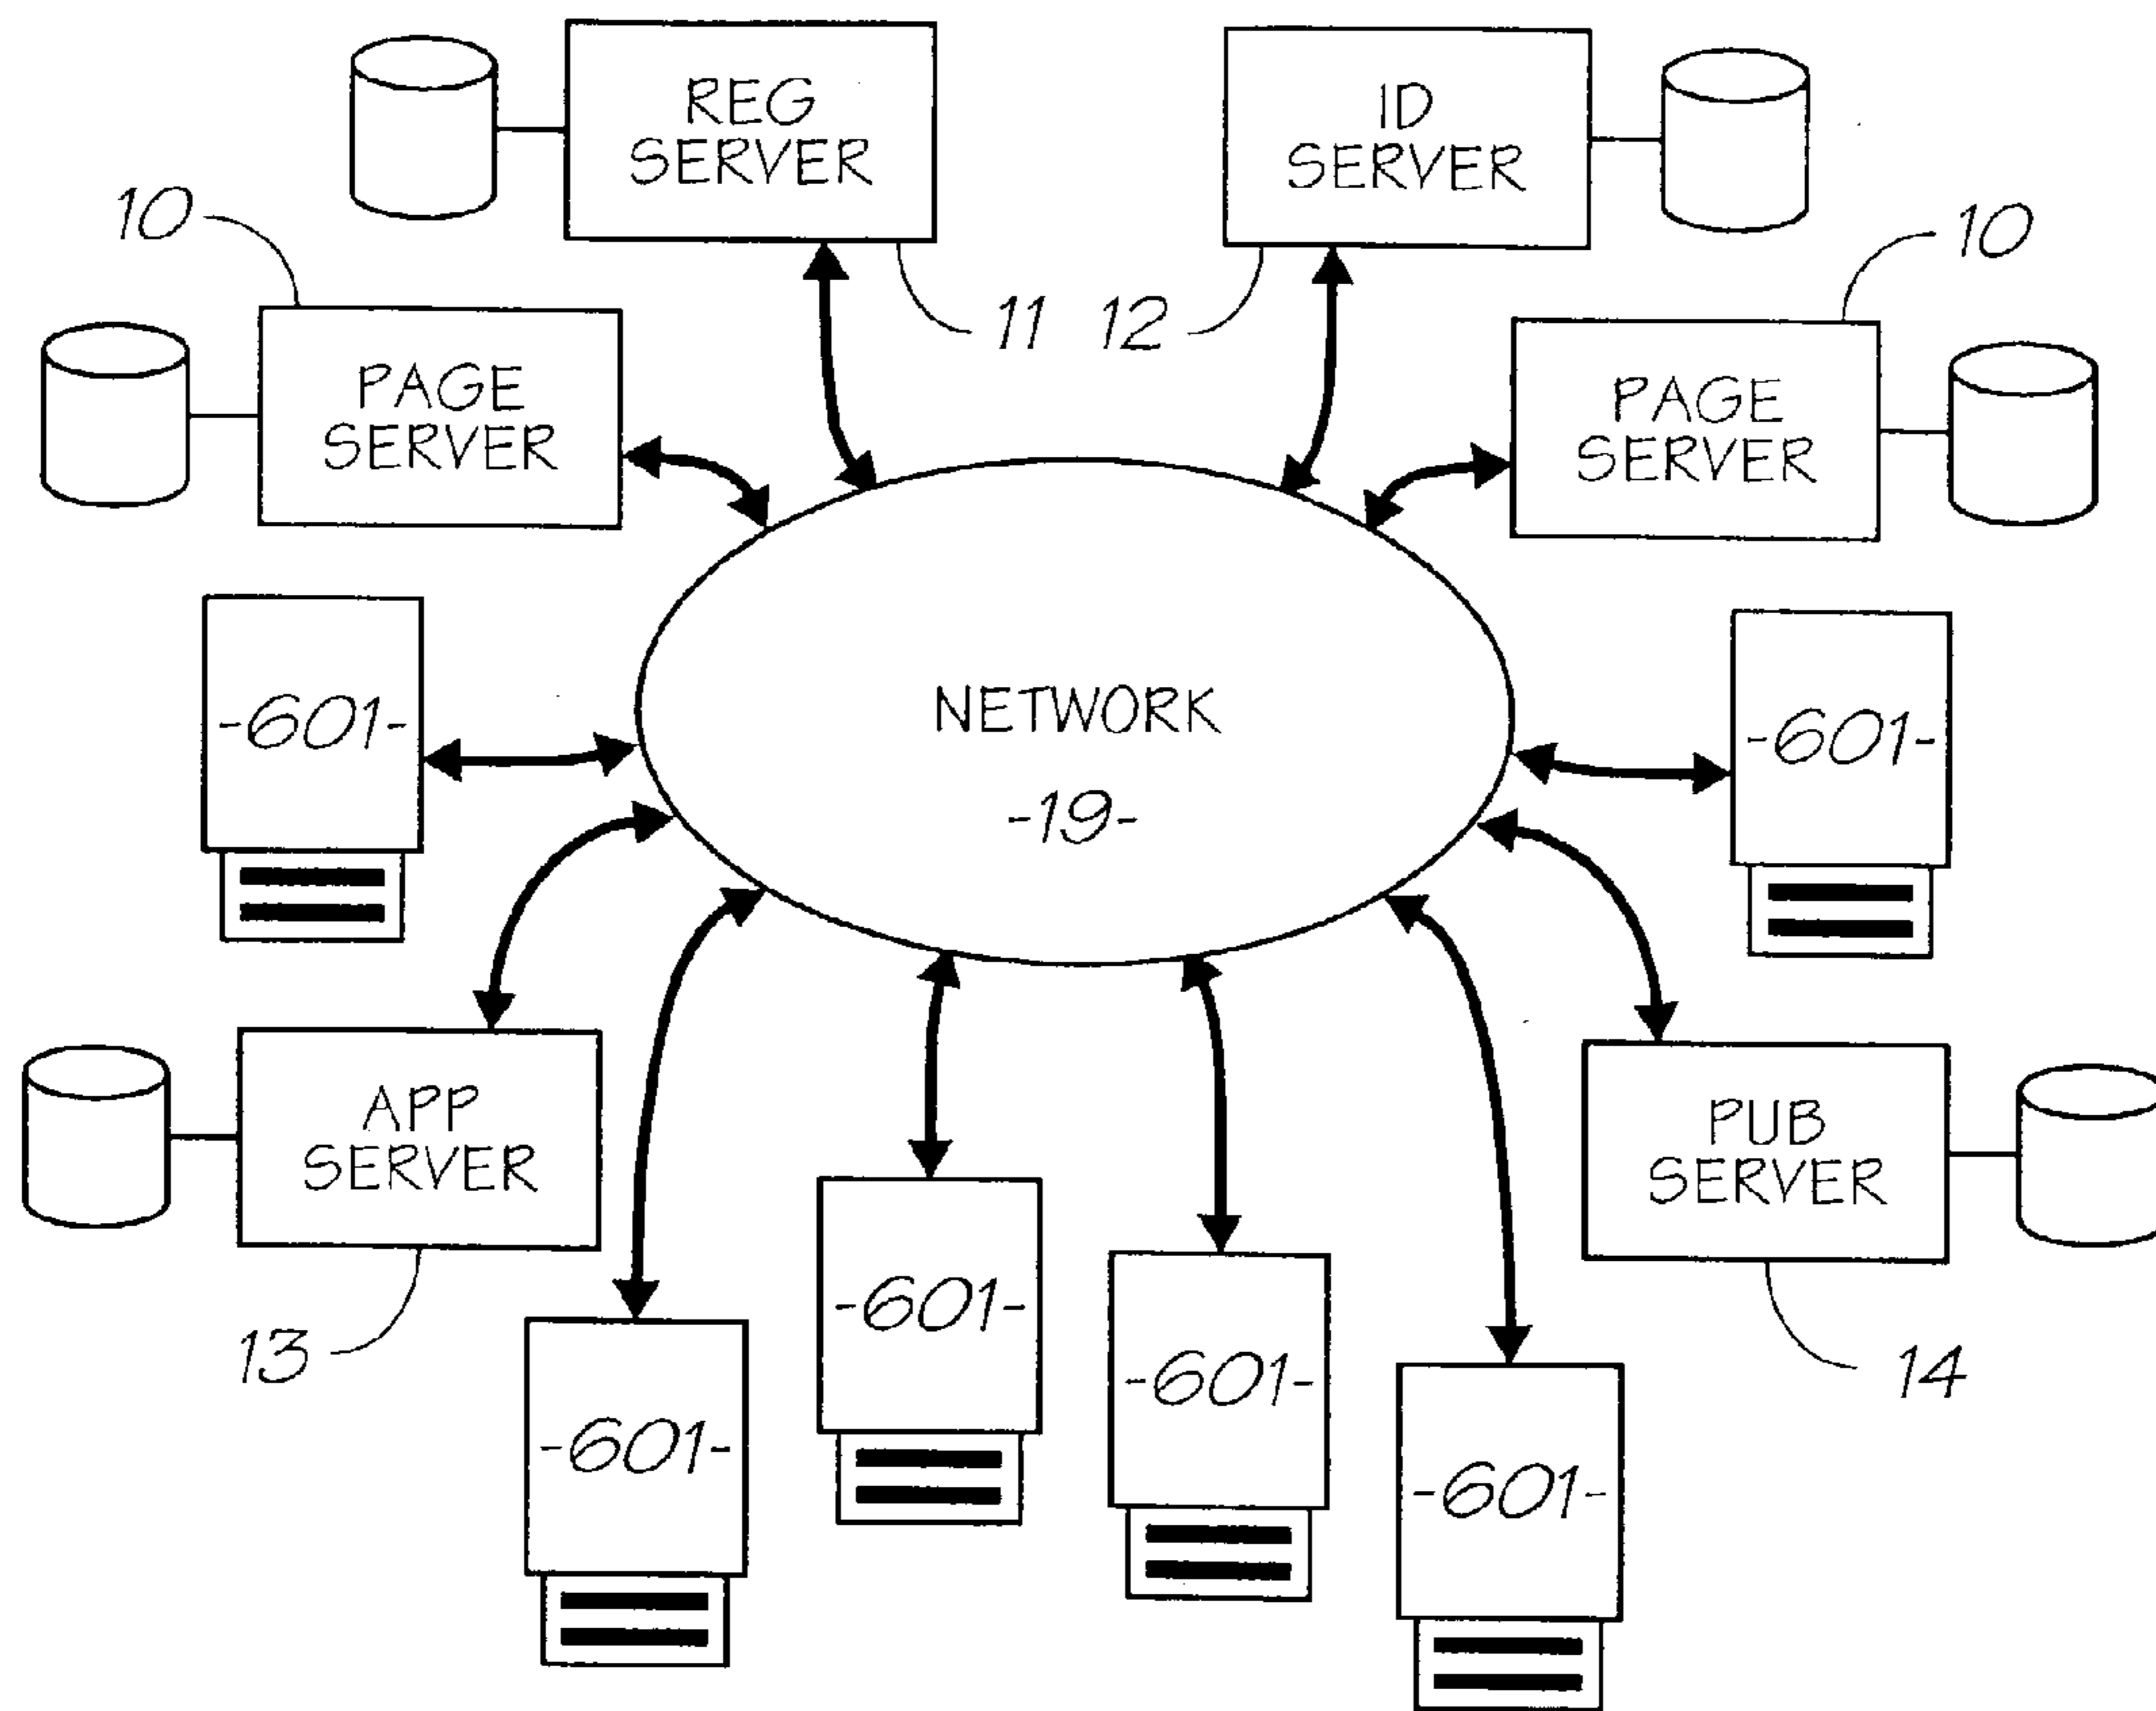 REG
SERVER
ID
SERVER
10
10
11
12
PAGE
SERVER
PAGE
SERVER
-601-
NETWORK
-19-
-601-
APP
SERVER
PUB
SERVER
13
-601-
-601-
-601-
-601-
14